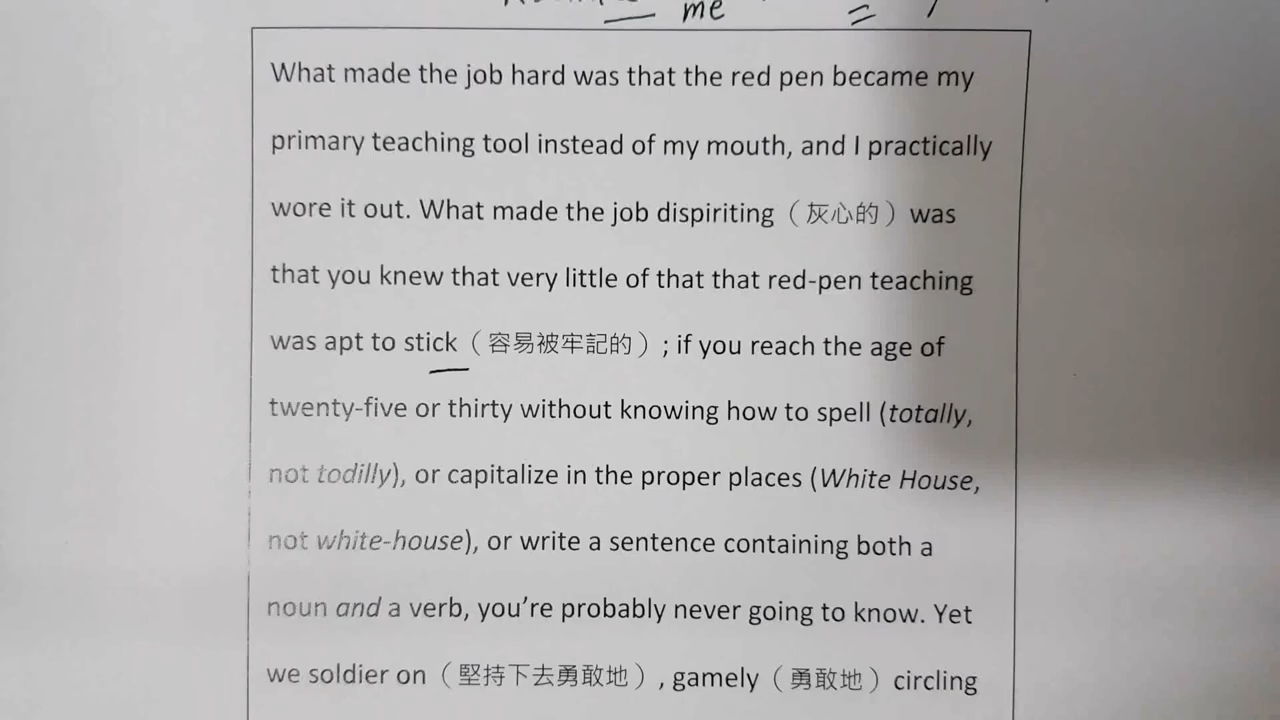 me
What made the job hard was that the red pen became my
primary teaching tool instead of my mouth, and I practically
wore it out. What made the job dispiriting（灰心的）was
that you knew that very little of that that red-pen teaching
was apt to stick（容易被牢記的）; if you reach the age of
twenty-five or thirty without knowing how to spell (totally,
not todilly), or capitalize in the proper places (White House,
not white-house), or write a sentence containing both a
noun and a verb, you’re probably never going to know. Yet
we soldier on（堅持下去勇敢地）, gamely（勇敢地）circling